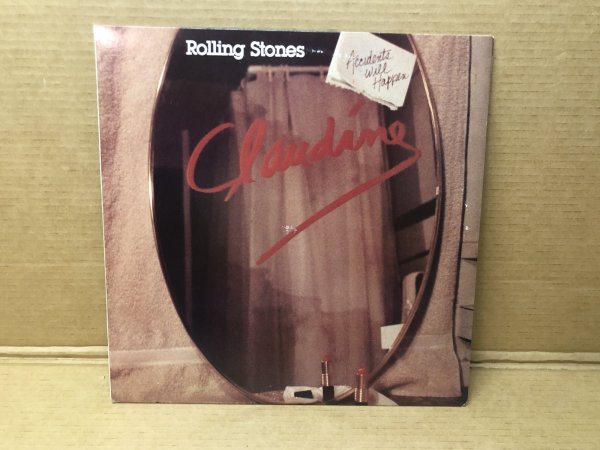 Rolling Stones
Accidents
Will
Happen
Claudine